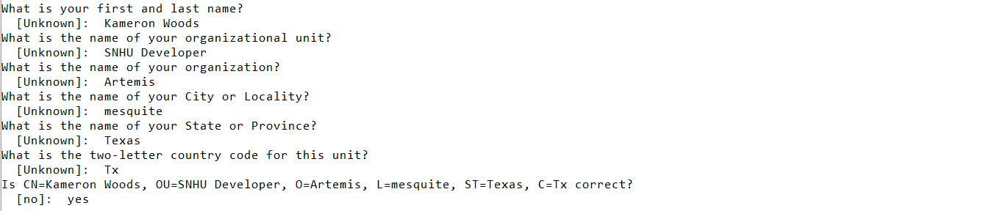 What is your first and last name?
[Unknown]:  Kameron Woods
What is the name of your organizational unit?
[Unknown]:  SNHU Developer
What is the name of your organization?
[Unknown]:  Artemis
What is the name of your City or Locality?
[Unknown]:  mesquite
What is the name of your State or Province?
[Unknown]:  Texas
What is the two-letter country code for this unit?
[Unknown]:  Tx
Is CN=Kameron Woods, OU=SNHU Developer, O=Artemis, L=mesquite, ST=Texas, C=Tx correct?
[no]:  yes